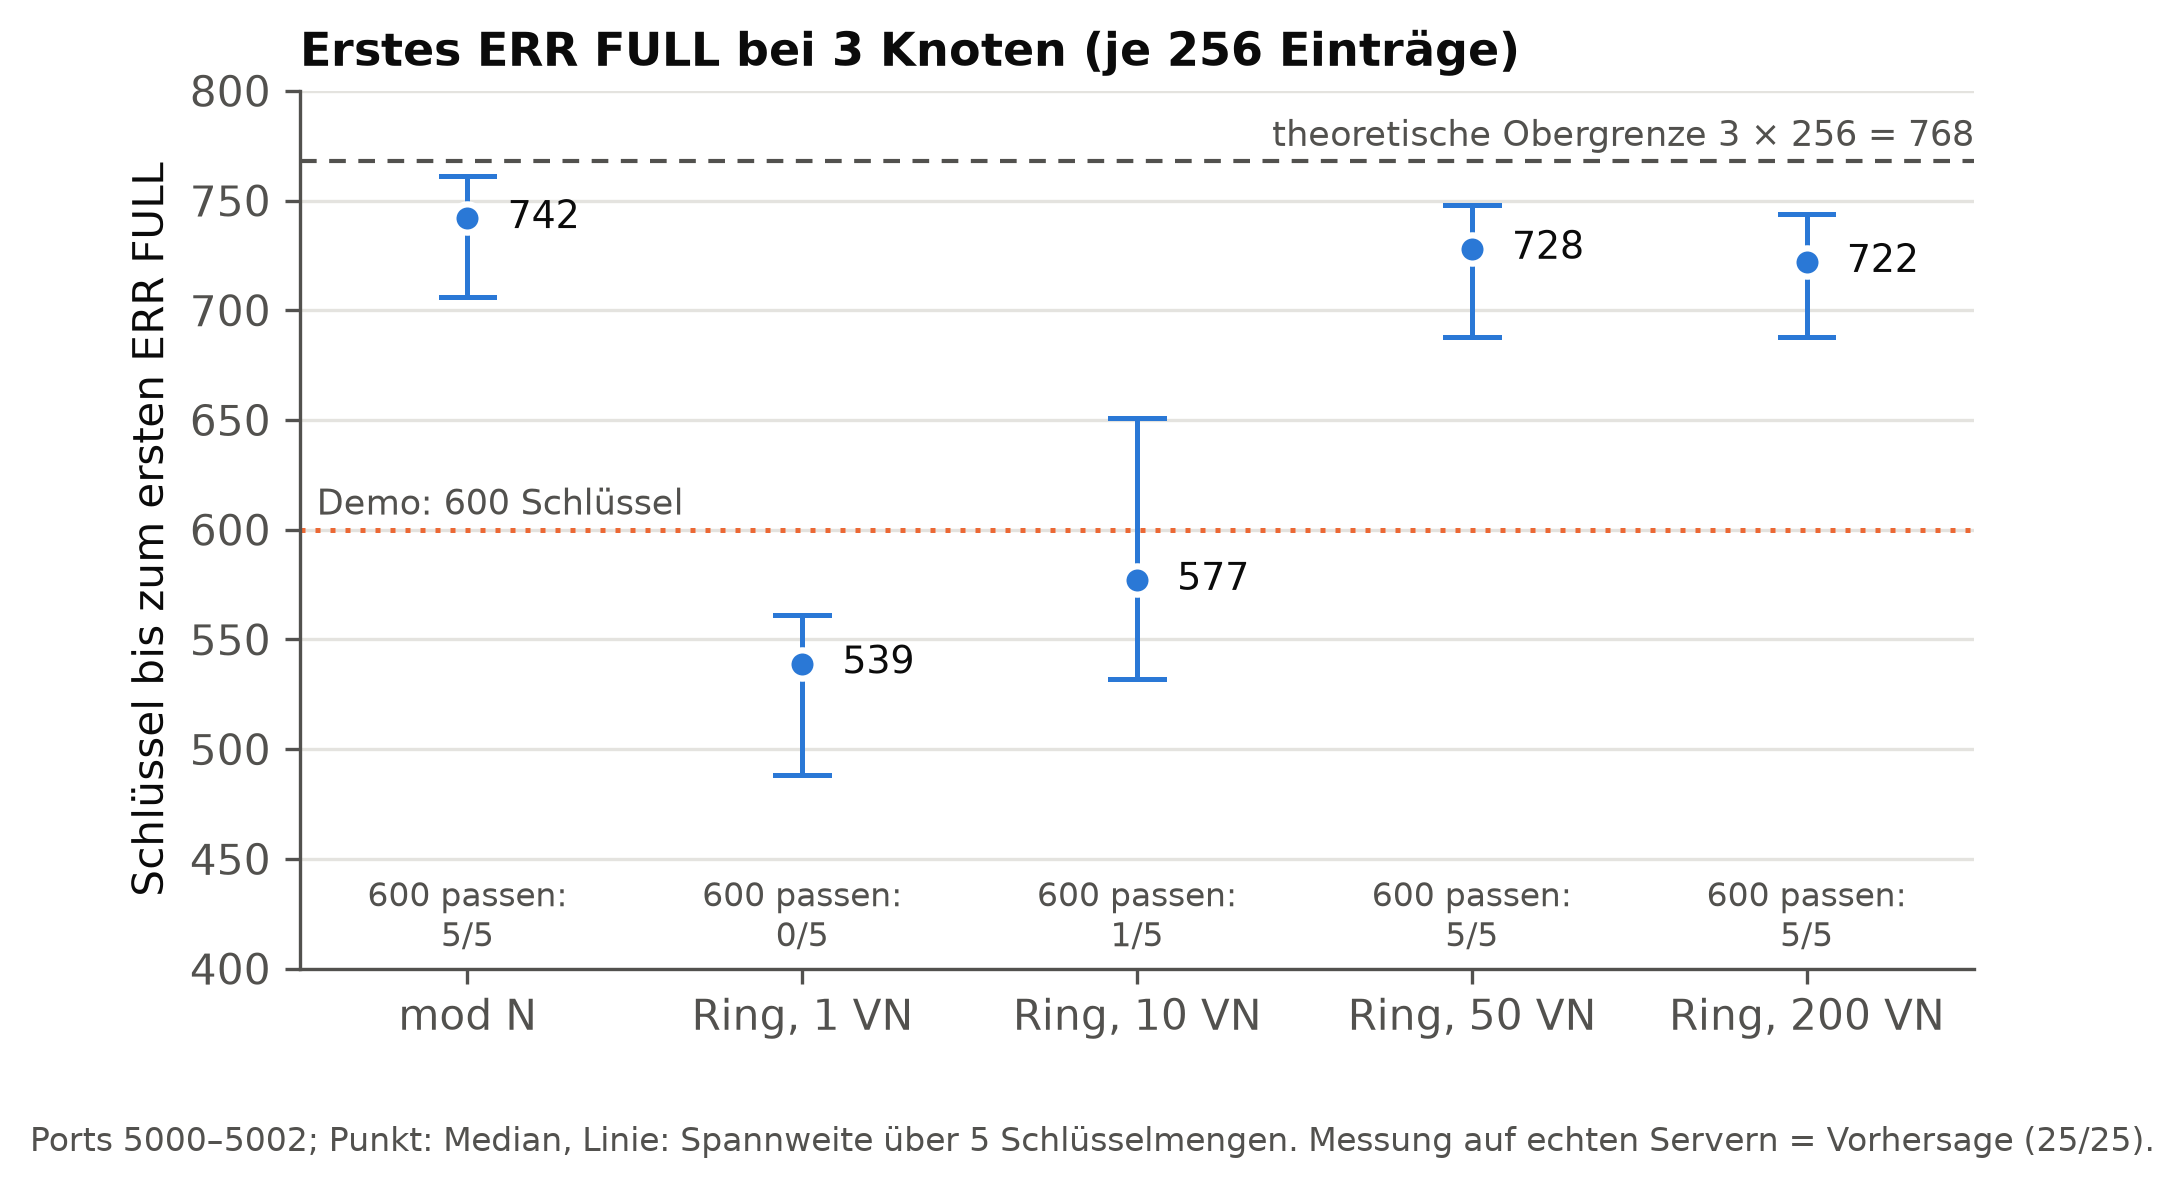 Erstes ERR FULL bei 3 Knoten (je 256 Einträge)
Schlüssel bis zum ersten ERR FULL
800
750
700
650
600
550
500
450
400
theoretische Obergrenze 3 × 256 = 768
742
728
722
Demo: 600 Schlüssel
577
539
600 passen:
5/5
600 passen:
0/5
600 passen:
1/5
600 passen:
5/5
600 passen:
5/5
mod N
Ring, 1 VN
Ring, 10 VN
Ring, 50 VN
Ring, 200 VN
Ports 5000–5002; Punkt: Median, Linie: Spannweite über 5 Schlüsselmengen. Messung auf echten Servern = Vorhersage (25/25).